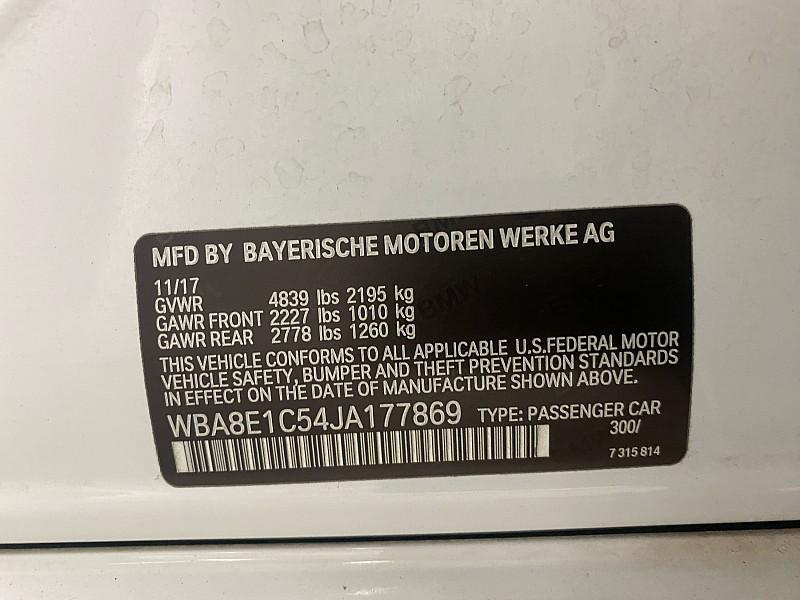 MFD BY BAYERISCHE MOTOREN WERKE AG
11/17
GVWR 4839 lbs 2195 kg
GAWR FRONT 2227 lbs 1010 kg
GAWR REAR 2778 lbs 1260 kg
THIS VEHICLE CONFORMS TO ALL APPLICABLE U.S.FEDERAL MOTOR
VEHICLE SAFETY, BUMPER AND THEFT PREVENTION STANDARDS
IN EFFECT ON THE DATE OF MANUFACTURE SHOWN ABOVE.
WBA8E1C54JA177869 TYPE: PASSENGER CAR
300/
7 315 814